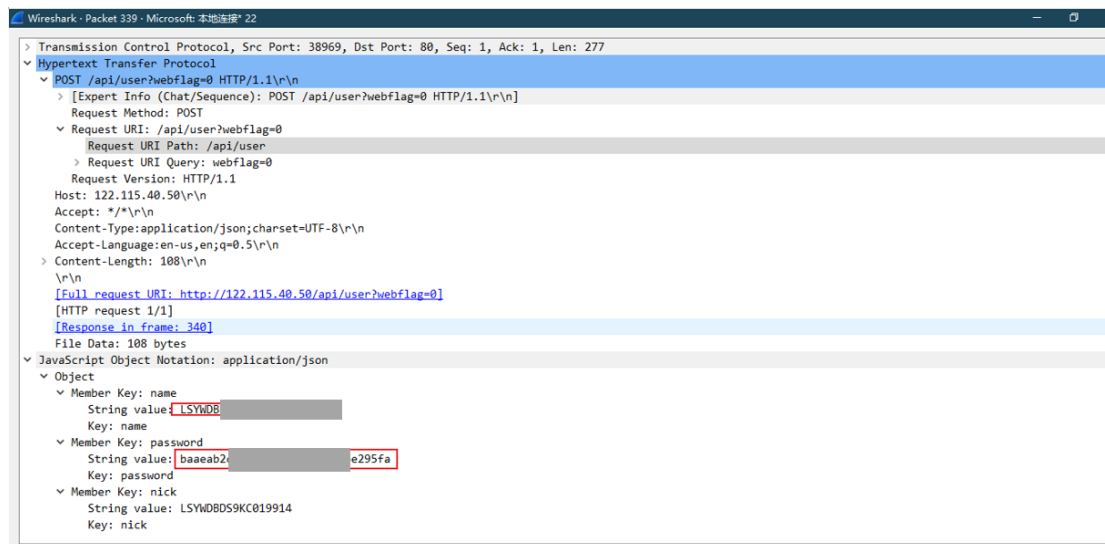 Wireshark · Packet 339 · Microsoft: 本地连接* 22
Transmission Control Protocol, Src Port: 38969, Dst Port: 80, Seq: 1, Ack: 1, Len: 277
Hypertext Transfer Protocol
POST /api/user?webflag=0 HTTP/1.1\r\n
[Expert Info (Chat/Sequence): POST /api/user?webflag=0 HTTP/1.1\r\n]
Request Method: POST
Request URI: /api/user?webflag=0
Request URI Path: /api/user
Request URI Query: webflag=0
Request Version: HTTP/1.1
Host: 122.115.40.50\r\n
Accept: */*\r\n
Content-Type:application/json;charset=UTF-8\r\n
Accept-Language:en-us,en;q=0.5\r\n
Content-Length: 108\r\n
\r\n
[Full request URI: http://122.115.40.50/api/user?webflag=0]
[HTTP request 1/1]
[Response in frame: 340]
File Data: 108 bytes
JavaScript Object Notation: application/json
Object
Member Key: name
String value: LSYWDB
Key: name
Member Key: password
String value: baaeab2 e295fa
Key: password
Member Key: nick
String value: LSYWDBDS9KC019914
Key: nick